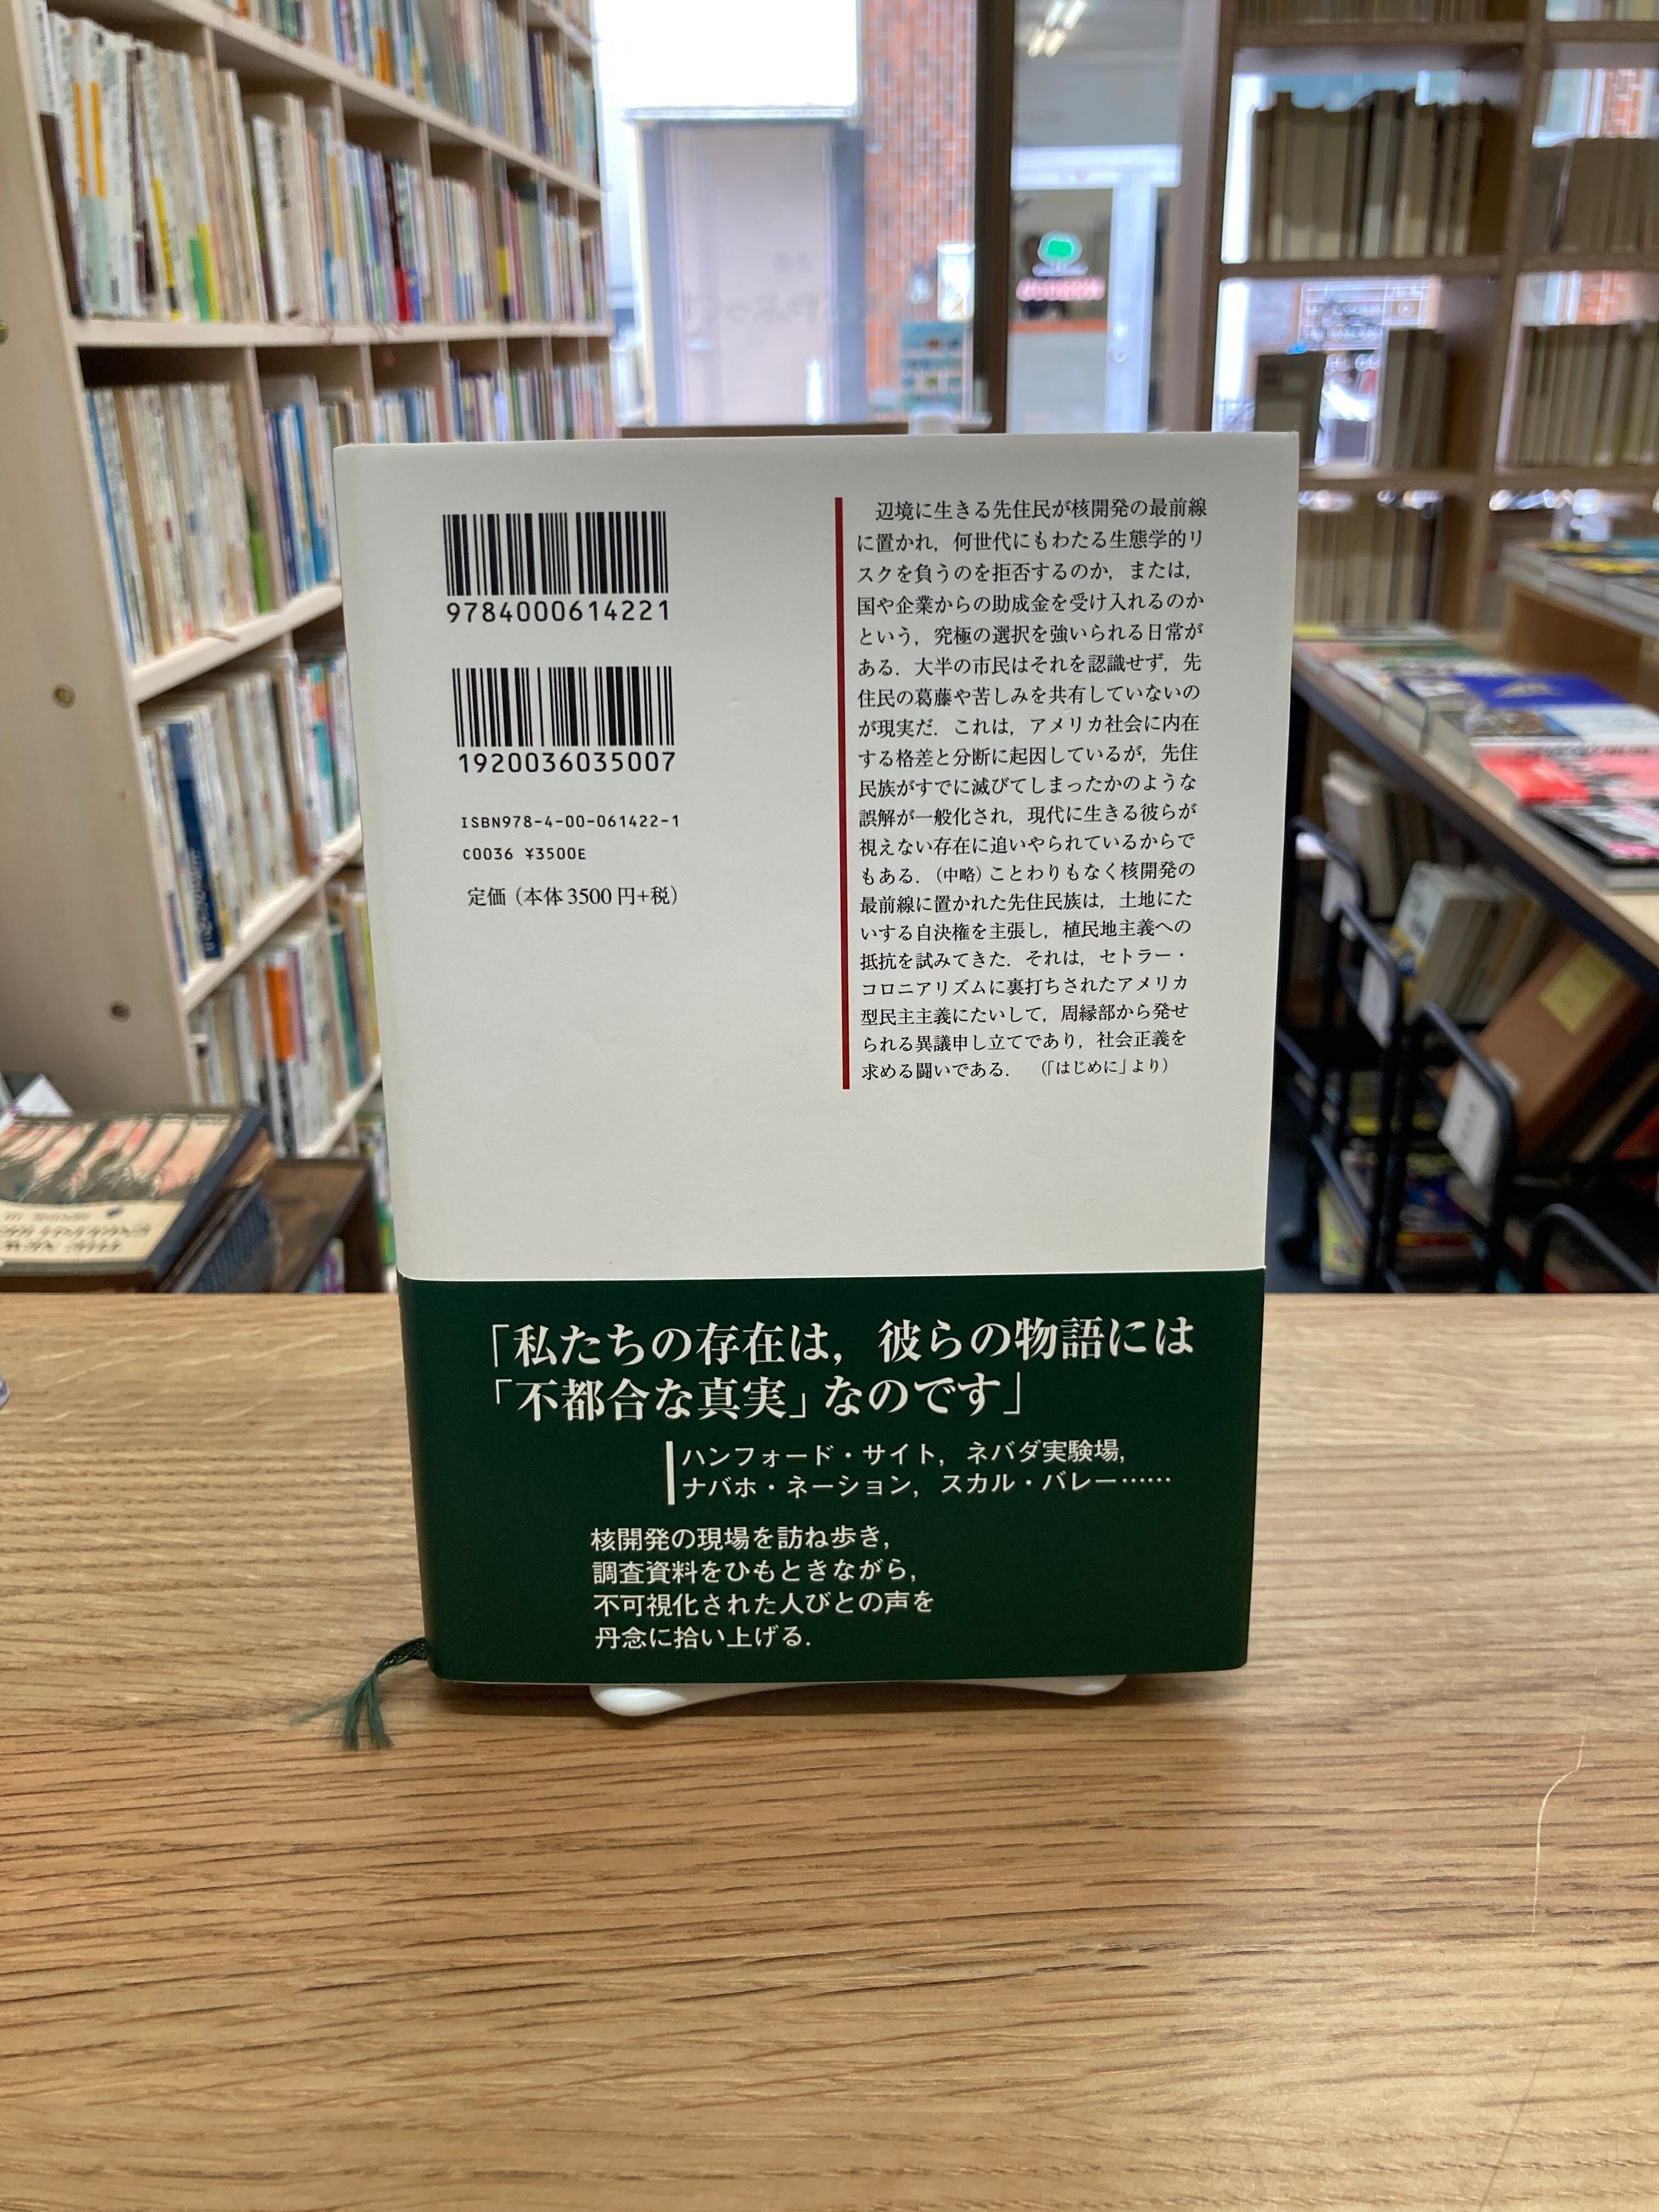 9784000614221
1920036035007
ISBN978-4-00-061422-1
C0036 ¥3500E
定価（本体3500円+税）
辺境に生きる先住民が核開発の最前線
に置かれ，何世代にもわたる生態学的リ
スクを負うのを拒否するのか，または，
国や企業からの助成金を受け入れるのか
という，究極の選択を強いられる日常が
ある．大半の市民はそれを認識せず，先
住民の葛藤や苦しみを共有していないの
が現実だ．これは，アメリカ社会に内在
する格差と分断に起因しているが，先住
民族がすでに滅びてしまったかのような
誤解が一般化され，現代に生きる彼らが
視えない存在に追いやられているからで
もある．（中略）ことわりもなく核開発の
最前線に置かれた先住民族は，土地にた
いする自決権を主張し，植民地主義への
抵抗を試みてきた．それは，セトラー・
コロニアリズムに裏打ちされたアメリカ
型民主主義にたいして，周縁部から発せ
られる異議申し立てであり，社会正義を
求める闘いである．（「はじめに」より）
「私たちの存在は，彼らの物語には
「不都合な真実」なのです」
ハンフォード・サイト，ネバダ実験場，
ナバホ・ネーション，スカル・バレー……
核開発の現場を訪ね歩き，
調査資料をひもときながら，
不可視化された人びとの声を
丹念に拾い上げる．